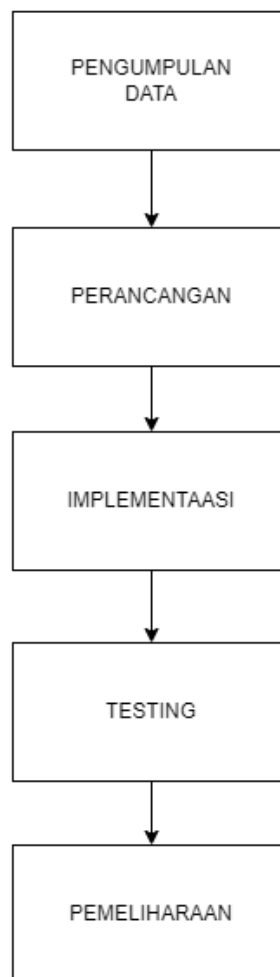 PENGUMPULAN
DATA
PERANCANGAN
IMPLEMENTAASI
TESTING
PEMELIHARAAN